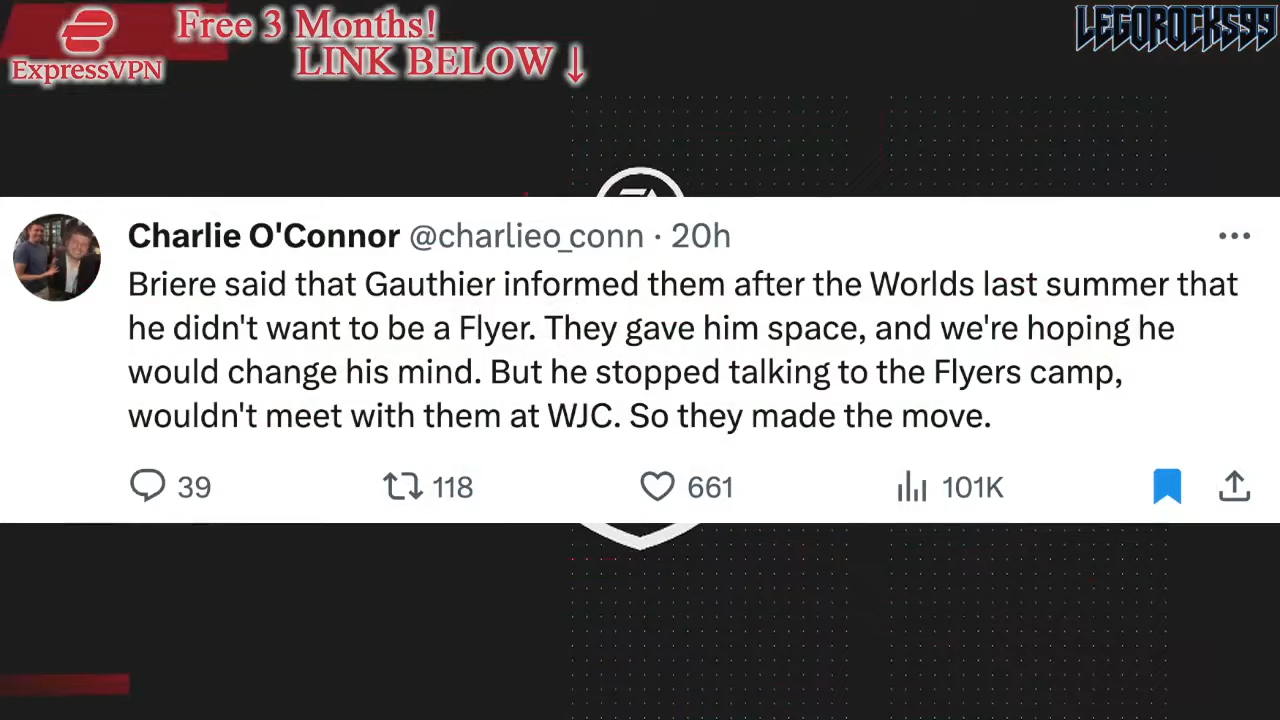 Free 3 Months!
LINK BELOW ↓
ExpressVPN
LEGOROCKS99
Charlie O'Connor @charlieo_conn · 20h
Briere said that Gauthier informed them after the Worlds last summer that
he didn't want to be a Flyer. They gave him space, and we're hoping he
would change his mind. But he stopped talking to the Flyers camp,
wouldn't meet with them at WJC. So they made the move.
39 118 661 101K